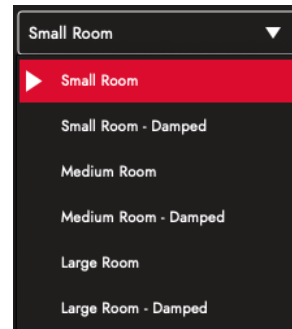 Small Room
Small Room
Small Room - Damped
Medium Room
Medium Room - Damped
Large Room
Large Room - Damped